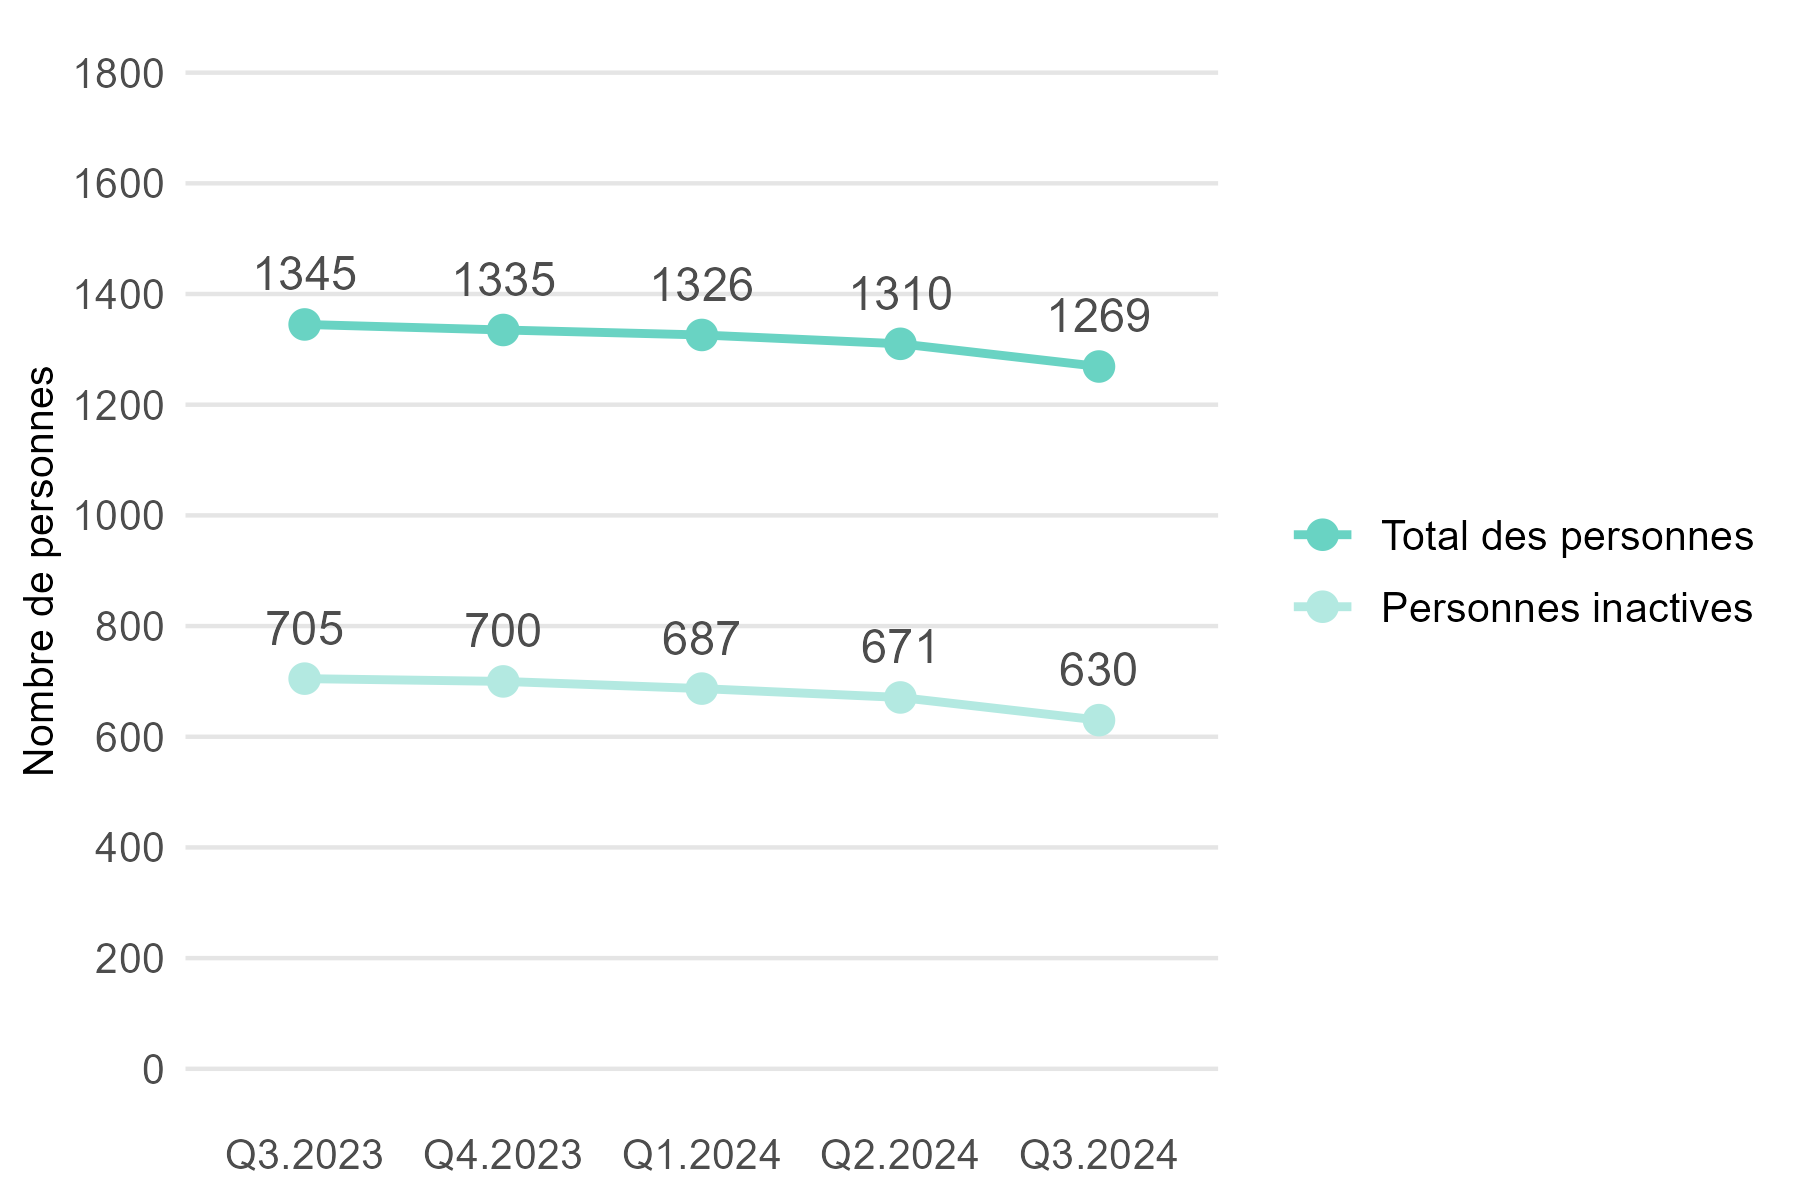 Nombre de personnes
1800
1600
1400
1200
1000
800
600
400
200
0
1345
1335
1326
1310
1269
705
700
687
671
630
Q3.2023
Q4.2023
Q1.2024
Q2.2024
Q3.2024
Total des personnes
Personnes inactives